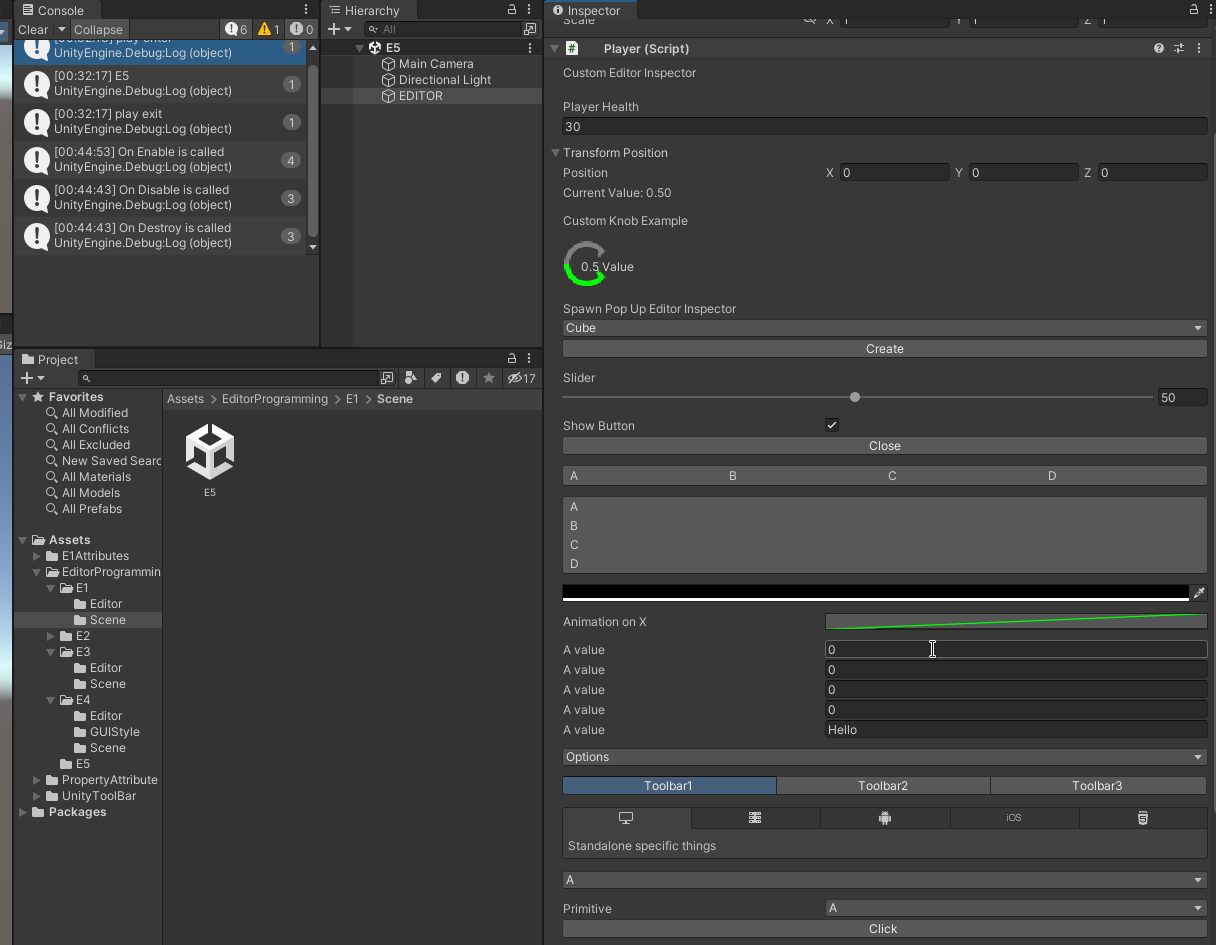 Console
Clear Collapse 6 1 0
UnityEngine.Debug:Log (object)
1
[00:32:17] E5
UnityEngine.Debug:Log (object)
1
[00:32:17] play exit
UnityEngine.Debug:Log (object)
1
[00:44:53] On Enable is called
UnityEngine.Debug:Log (object)
4
[00:44:43] On Disable is called
UnityEngine.Debug:Log (object)
3
[00:44:43] On Destroy is called
UnityEngine.Debug:Log (object)
3
Hierarchy
All
E5
Main Camera
Directional Light
EDITOR
Project
17
Favorites
All Modified
All Conflicts
All Excluded
New Saved Searc
All Materials
All Models
All Prefabs
Assets
E1Attributes
EditorProgrammin
E1
Editor
Scene
E2
E3
Editor
Scene
E4
Editor
GUIStyle
Scene
E5
PropertyAttribute
UnityToolBar
Packages
Assets > EditorProgramming > E1 > Scene
E5
Inspector
Scale X 1 Y 1 Z 1
# Player (Script)
Custom Editor Inspector
Player Health
30
Transform Position
Position X 0 Y 0 Z 0
Current Value: 0.50
Custom Knob Example
0.5 Value
Spawn Pop Up Editor Inspector
Cube
Create
Slider
50
Show Button
Close
A B C D
A
B
C
D
Animation on X
A value 0
A value 0
A value 0
A value 0
A value Hello
Options
Toolbar1 Toolbar2 Toolbar3
iOS
Standalone specific things
A
Primitive A
Click